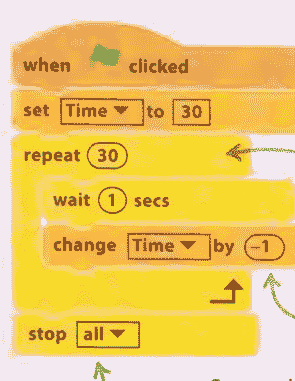 when clicked
set Time to 30
repeat 30
wait 1 secs
change Time by −1
stop all